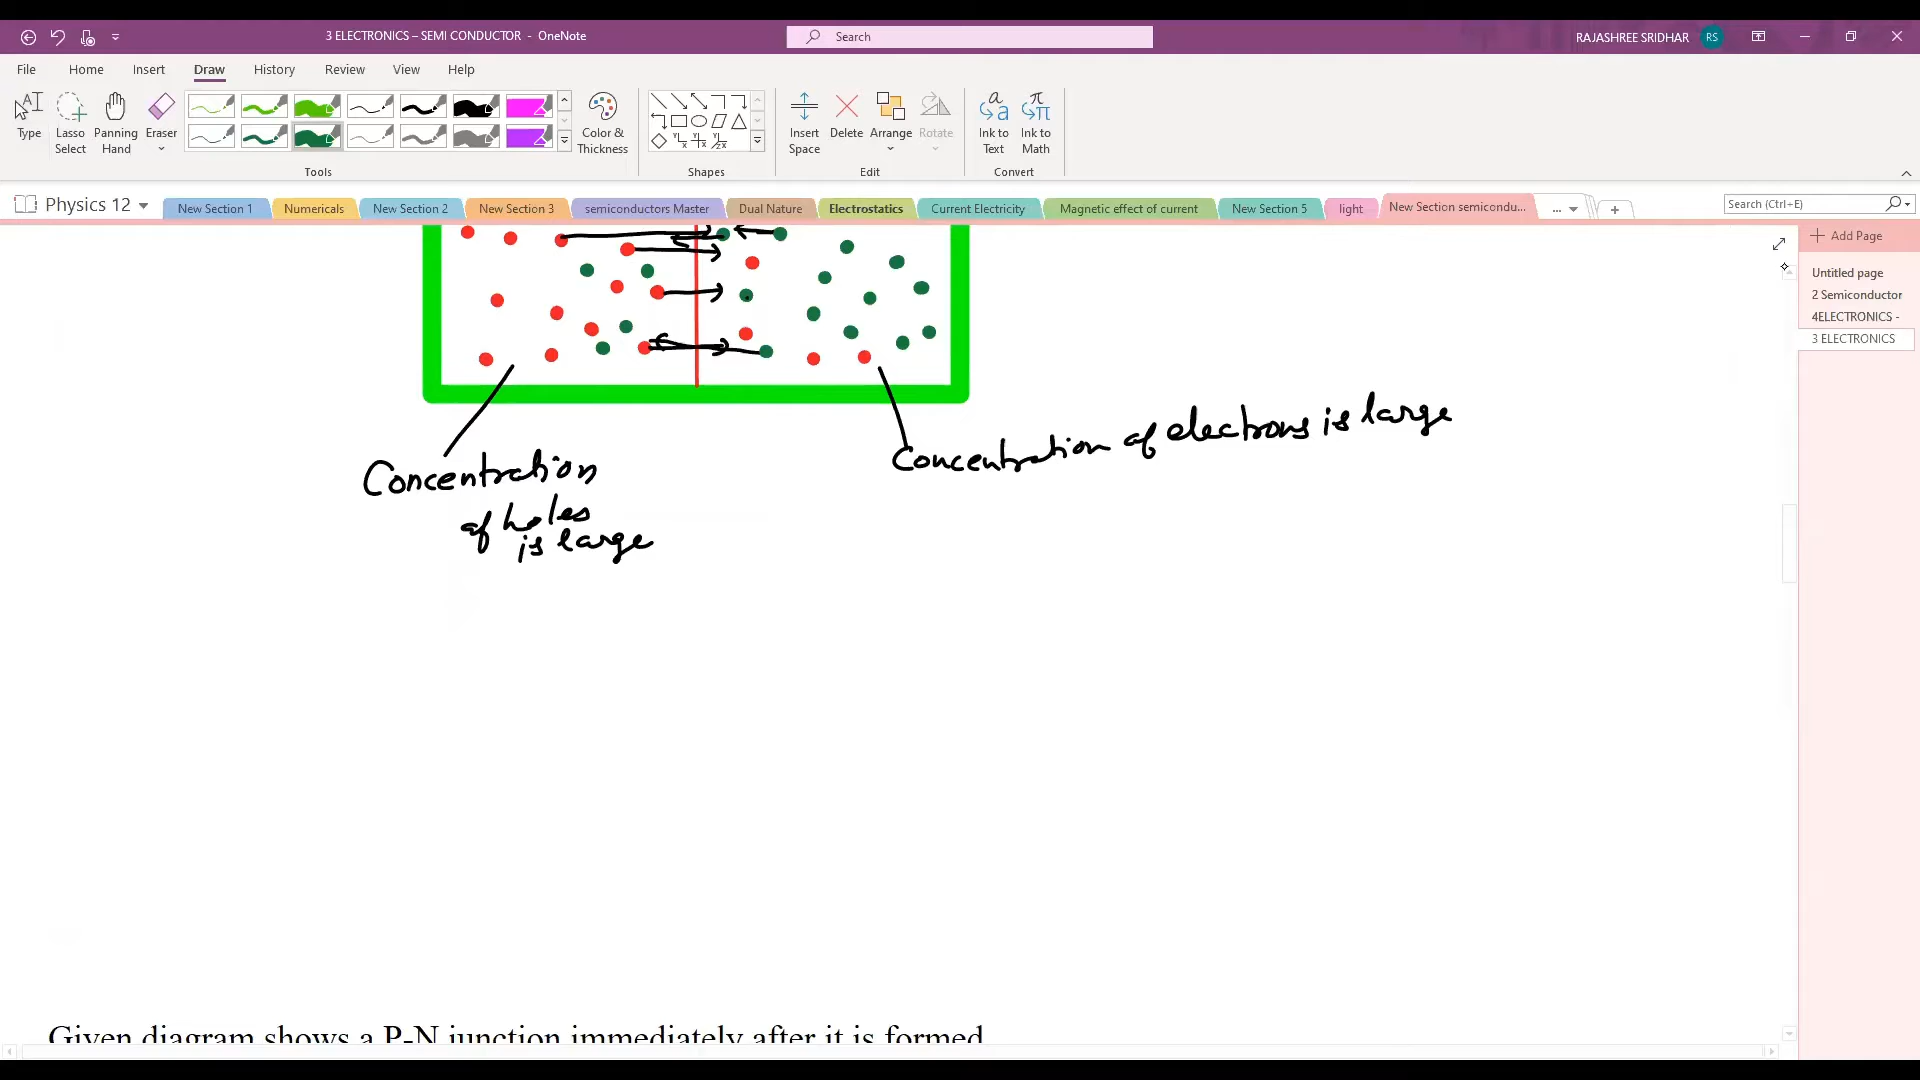 3 ELECTRONICS – SEMI CONDUCTOR - OneNote
Search
RAJASHREE SRIDHAR
RS
File Home Insert Draw History Review View Help
Type
Lasso Select
Panning Hand
Eraser
Color & Thickness
Insert Space
Delete
Arrange
Rotate
Ink to Text
Ink to Math
Tools
Shapes
Edit
Convert
Physics 12
New Section 1
Numericals
New Section 2
New Section 3
semiconductors Master
Dual Nature
Electrostatics
Current Electricity
Magnetic effect of current
New Section 5
light
New Section semicondu...
...
Search (Ctrl+E)
Add Page
Untitled page
2 Semiconductor
4ELECTRONICS -
3 ELECTRONICS
Concentration of electrons is large
Concentration
of holes
is large
Given diagram shows a P-N junction immediately after it is formed